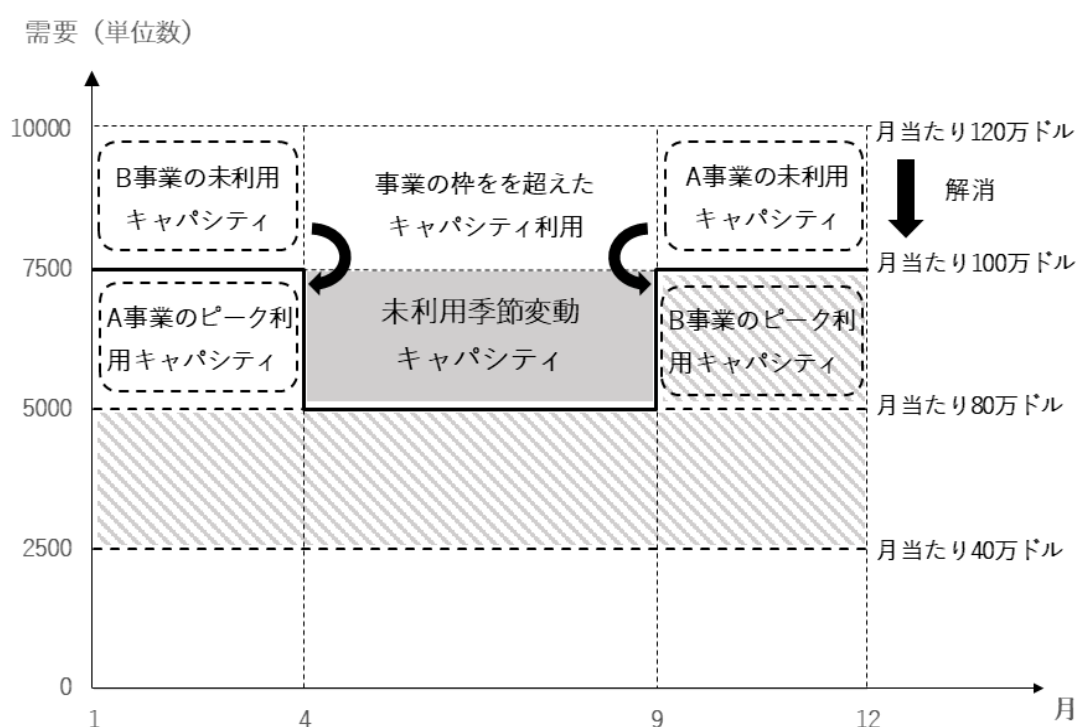 需要（単位数）
10000
月当たり120万ドル
B事業の未利用
キャパシティ
事業の枠をを超えた
キャパシティ利用
A事業の未利用
キャパシティ
解消
7500
月当たり100万ドル
A事業のピーク利
用キャパシティ
未利用季節変動
キャパシティ
B事業のピーク利
用キャパシティ
5000
月当たり80万ドル
2500
月当たり40万ドル
0
1
4
9
12
月